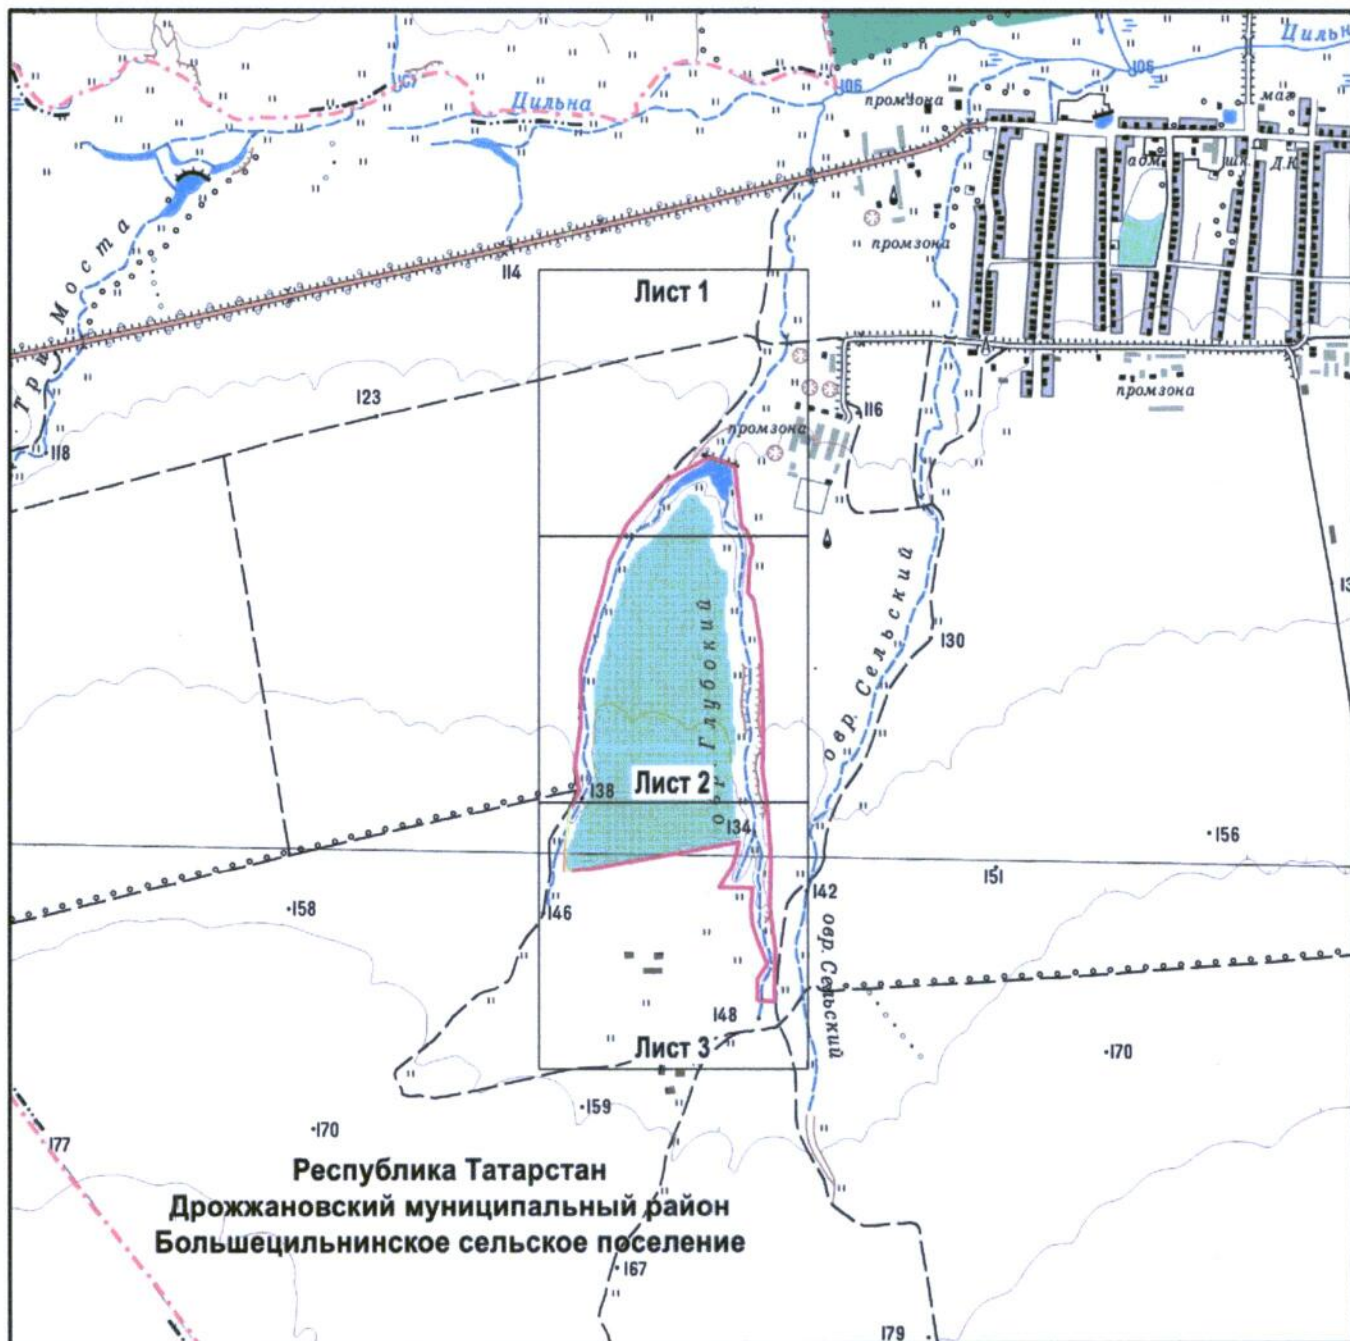 Цильна
106
106
Цильна
промзона
маг
адм.
шк.
Д.К
промзона
Три Моста
114
Лист 1
123
118
116
промзона
промзона
овр. Сельский
130
овр. Глубокий
138
Лист 2
134
156
151
158
146
142
овр. Сельский
148
Лист 3
170
159
177
170
Республика Татарстан
Дрожжановский муниципальный район
Большецильнинское сельское поселение
167
179